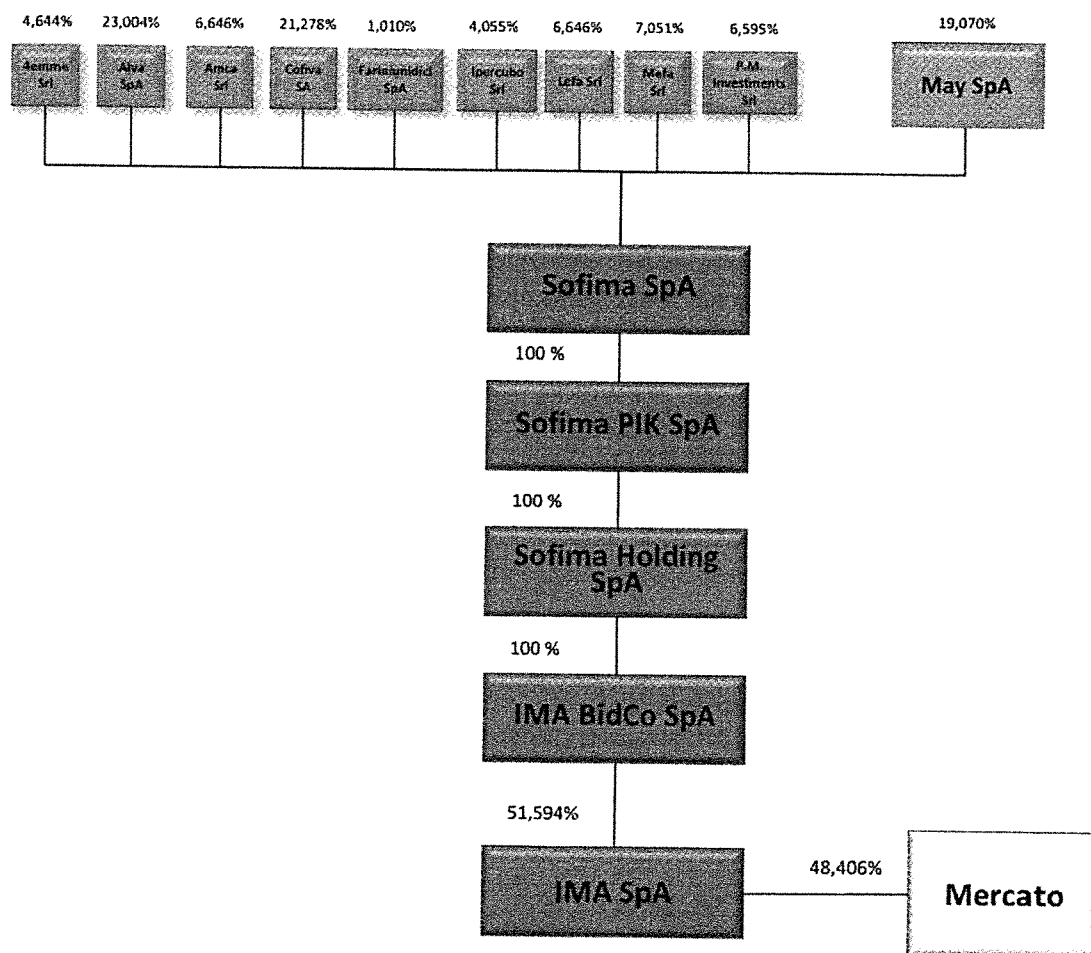 4,644% 23,004% 6,646% 21,278% 1,010% 4,055% 6,646% 7,051% 6,595% 19,070%
4emme
Srl
Alva
SpA
Amca
Srl
Cofiva
SA
SpA
Ipercubo
Srl
Lefa Srl
Mefa
Srl
P.M.
Investments
Srl
May SpA
Sofima SpA
100 %
Sofima PIK SpA
100 %
Sofima Holding
SpA
100 %
IMA BidCo SpA
51,594%
IMA SpA
48,406%
Mercato